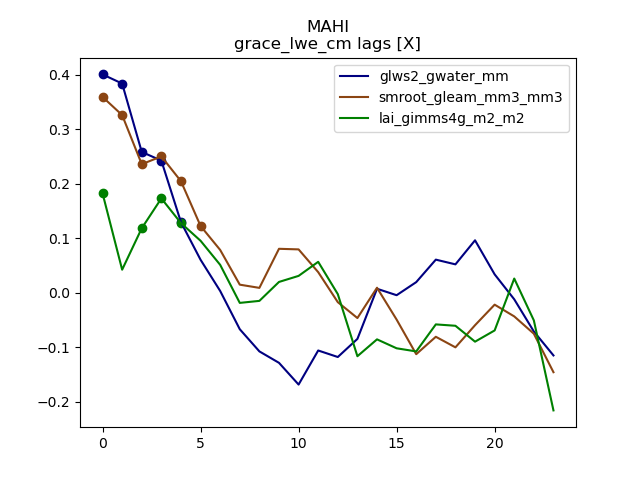 MAHI
grace_lwe_cm lags [X]
glws2_gwater_mm
smroot_gleam_mm3_mm3
lai_gimms4g_m2_m2
0.4
0.3
0.2
0.1
0.0
−0.1
−0.2
0 5 10 15 20